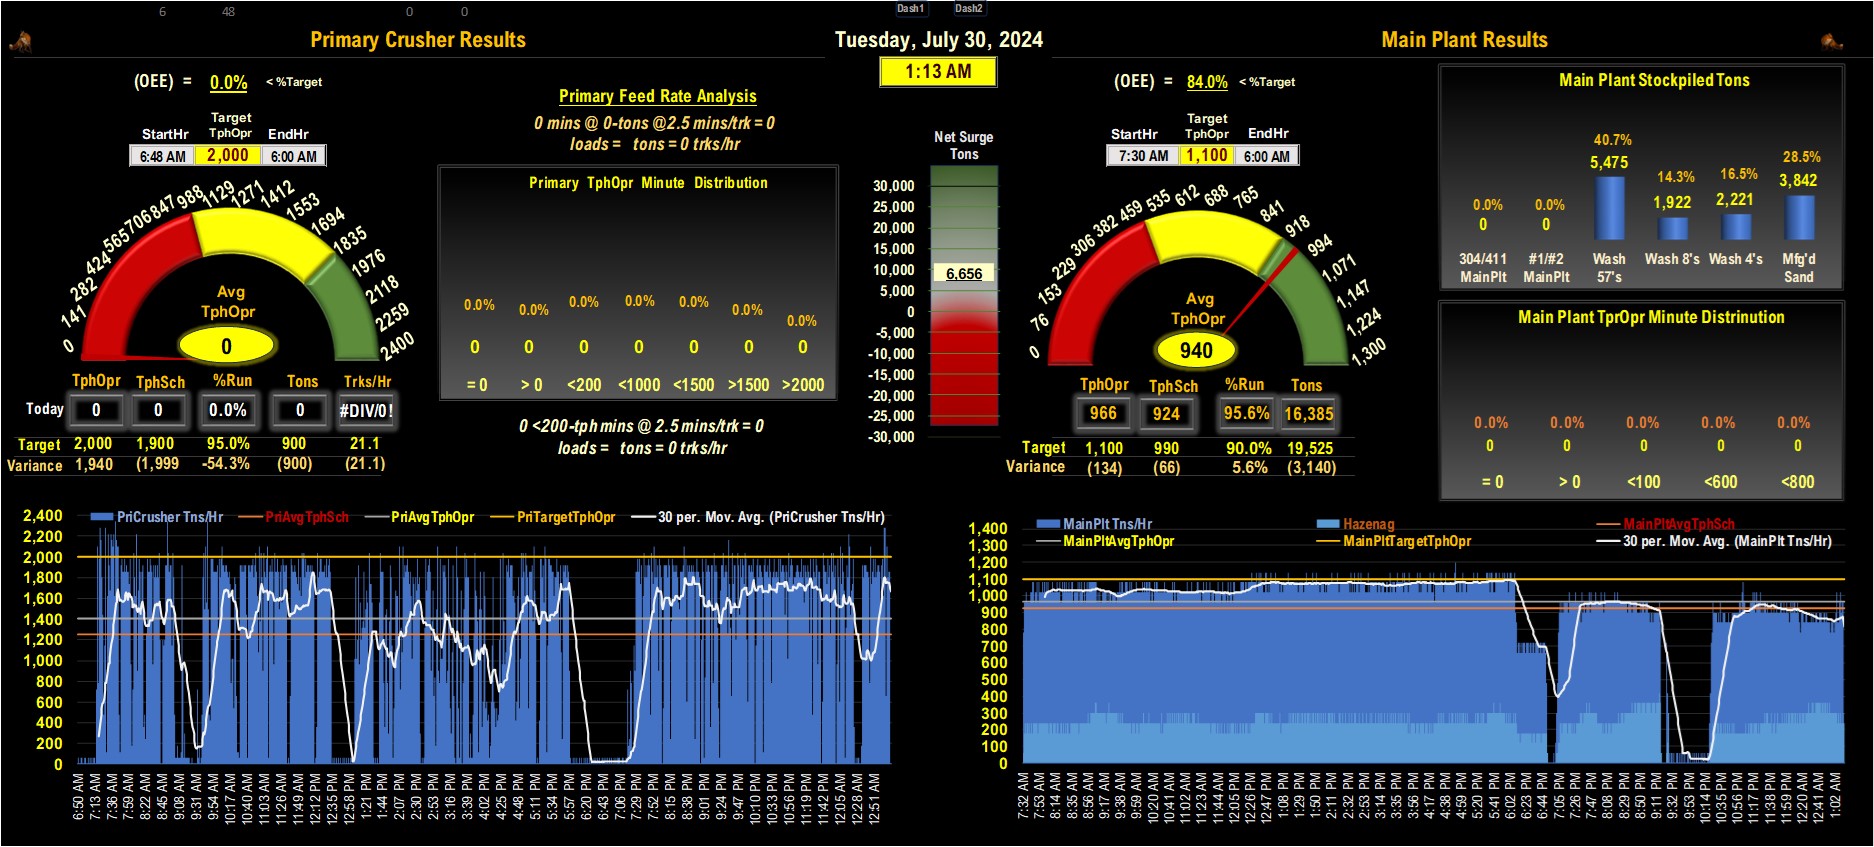 6 48 0 0 Dash1 Dash2
Primary Crusher Results
Tuesday, July 30, 2024
1:13 AM
Main Plant Results
(OEE) = 0.0% < %Target
StartHr Target TphOpr EndHr
6:48 AM 2,000 6:00 AM
0 141 282 424 565 706 847 988 1129 1271 1412 1553 1694 1835 1976 2118 2259 2400
Avg
TphOpr
0
TphOpr TphSch %Run Tons Trks/Hr
Today 0 0 0.0% 0 #DIV/0!
Target 2,000 1,900 95.0% 900 21.1
Variance 1,940 (1,999 -54.3% (900) (21.1)
Primary Feed Rate Analysis
0 mins @ 0-tons @2.5 mins/trk = 0
loads = tons = 0 trks/hr
Primary TphOpr Minute Distribution
0.0% 0.0% 0.0% 0.0% 0.0% 0.0% 0.0%
0 0 0 0 0 0 0
= 0 > 0 <200 <1000 <1500 >1500 >2000
0 <200-tph mins @ 2.5 mins/trk = 0
loads = tons = 0 trks/hr
Net Surge
Tons
30,000
25,000
20,000
15,000
10,000
6,656
5,000
0
-5,000
-10,000
-15,000
-20,000
-25,000
-30,000
(OEE) = 84.0% < %Target
StartHr Target TphOpr EndHr
7:30 AM 1,100 6:00 AM
0 76 153 229 306 382 459 535 612 688 765 841 918 994 1,071 1,147 1,224 1,300
Avg
TphOpr
940
TphOpr TphSch %Run Tons
966 924 95.6% 16,385
Target 1,100 990 90.0% 19,525
Variance (134) (66) 5.6% (3,140)
Main Plant Stockpiled Tons
0.0% 0.0% 40.7% 14.3% 16.5% 28.5%
0 0 5,475 1,922 2,221 3,842
304/411 #1/#2 Wash Wash 8's Wash 4's Mfg'd
MainPlt MainPlt 57's Sand
Main Plant TprOpr Minute Distrinution
0.0% 0.0% 0.0% 0.0% 0.0%
0 0 0 0 0
= 0 > 0 <100 <600 <800
PriCrusher Tns/Hr PriAvgTphSch PriAvgTphOpr PriTargetTphOpr 30 per. Mov. Avg. (PriCrusher Tns/Hr)
2,400
2,200
2,000
1,800
1,600
1,400
1,200
1,000
800
600
400
200
0
6:50 AM 7:13 AM 7:36 AM 7:59 AM 8:22 AM 8:45 AM 9:08 AM 9:31 AM 9:54 AM 10:17 AM 10:40 AM 11:03 AM 11:26 AM 11:49 AM 12:12 PM 12:35 PM 12:58 PM 1:21 PM 1:44 PM 2:07 PM 2:30 PM 2:53 PM 3:16 PM 3:39 PM 4:02 PM 4:25 PM 4:48 PM 5:11 PM 5:34 PM 5:57 PM 6:20 PM 6:43 PM 7:06 PM 7:29 PM 7:52 PM 8:15 PM 8:38 PM 9:01 PM 9:24 PM 9:47 PM 10:10 PM 10:33 PM 10:56 PM 11:19 PM 11:42 PM 12:05 AM 12:28 AM 12:51 AM
MainPlt Tns/Hr Hazenag MainPltAvgTphSch
MainPltAvgTphOpr MainPltTargetTphOpr 30 per. Mov. Avg. (MainPlt Tns/Hr)
1,400
1,300
1,200
1,100
1,000
900
800
700
600
500
400
300
200
100
0
7:32 AM 7:53 AM 8:14 AM 8:35 AM 8:56 AM 9:17 AM 9:38 AM 9:59 AM 10:20 AM 10:41 AM 11:02 AM 11:23 AM 11:44 AM 12:05 PM 12:26 PM 12:47 PM 1:08 PM 1:29 PM 1:50 PM 2:11 PM 2:32 PM 2:53 PM 3:14 PM 3:35 PM 3:56 PM 4:17 PM 4:38 PM 4:59 PM 5:20 PM 5:41 PM 6:02 PM 6:23 PM 6:44 PM 7:05 PM 7:26 PM 7:47 PM 8:08 PM 8:29 PM 8:50 PM 9:11 PM 9:32 PM 9:53 PM 10:14 PM 10:35 PM 10:56 PM 11:17 PM 11:38 PM 11:59 PM 12:20 AM 12:41 AM 1:02 AM